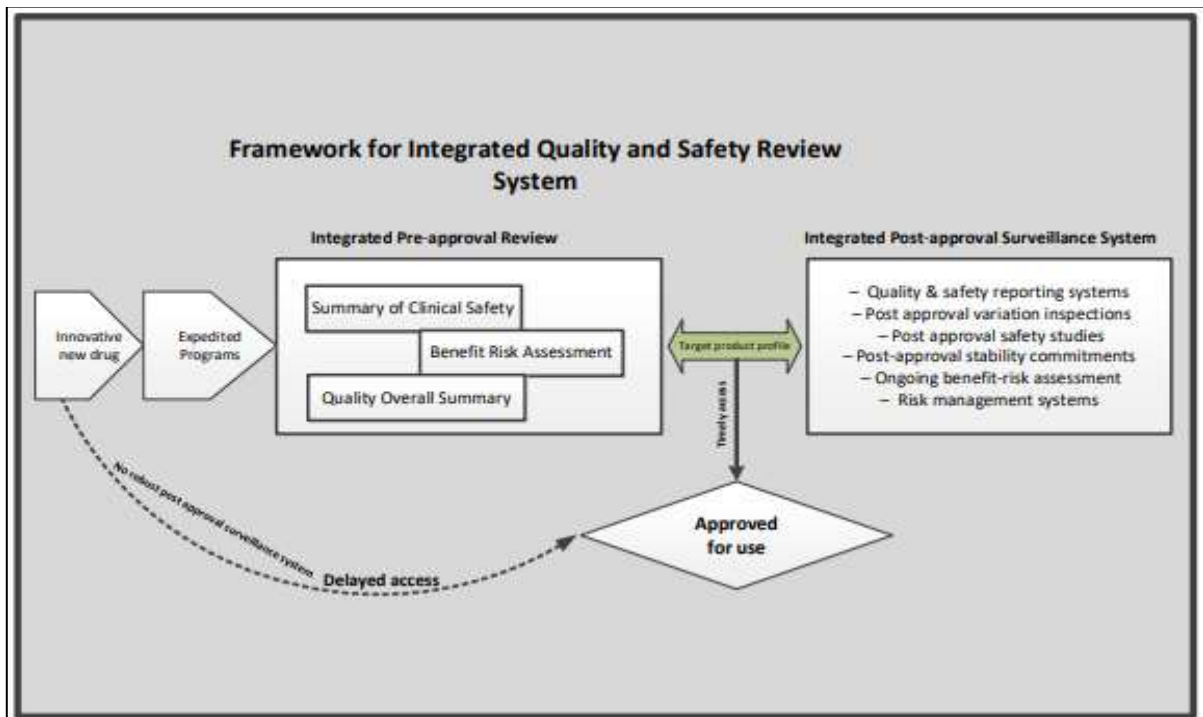 Framework for Integrated Quality and Safety Review
System
Integrated Pre-approval Review
Integrated Post-approval Surveillance System
Innovative
new drug
Expedited
Programs
Summary of Clinical Safety
Benefit Risk Assessment
Quality Overall Summary
Target product profile
– Quality & safety reporting systems
– Post approval variation inspections
– Post approval safety studies
– Post-approval stability commitments
– Ongoing benefit-risk assessment
– Risk management systems
Timely access
No robust post approval surveillance system
Delayed access
Approved
for use